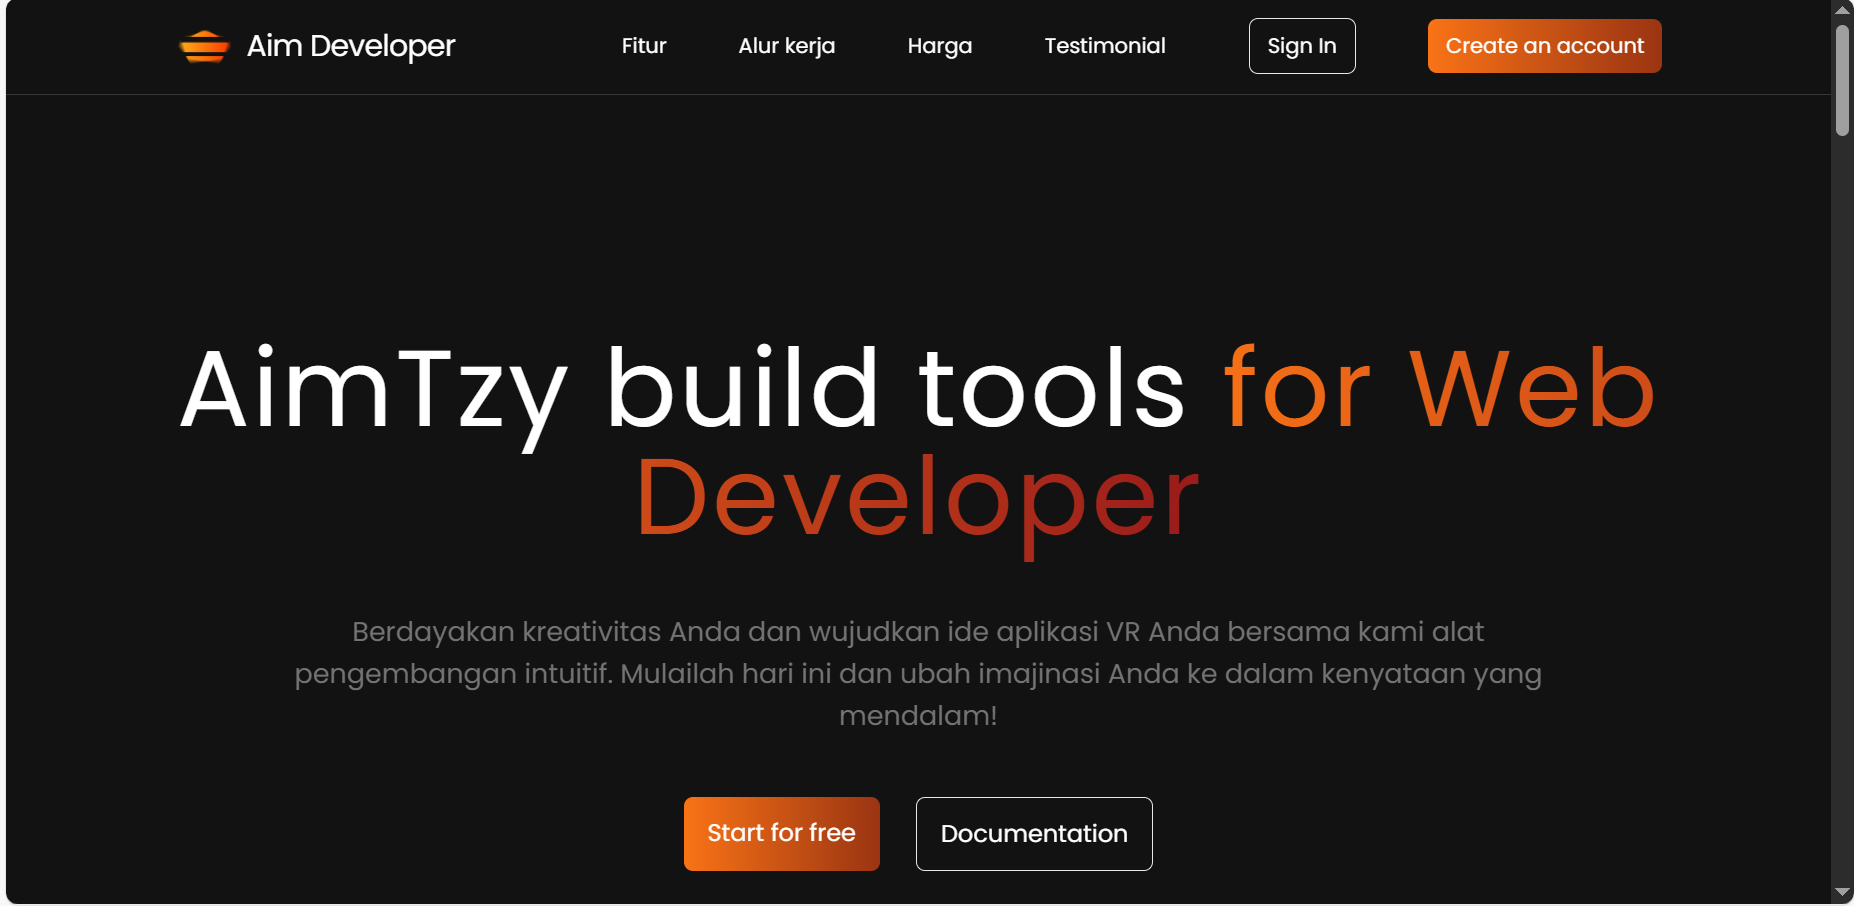 Aim Developer
Fitur
Alur kerja
Harga
Testimonial
Sign In
Create an account
AimTzy build tools for Web
Developer
Berdayakan kreativitas Anda dan wujudkan ide aplikasi VR Anda bersama kami alat
pengembangan intuitif. Mulailah hari ini dan ubah imajinasi Anda ke dalam kenyataan yang
mendalam!
Start for free
Documentation